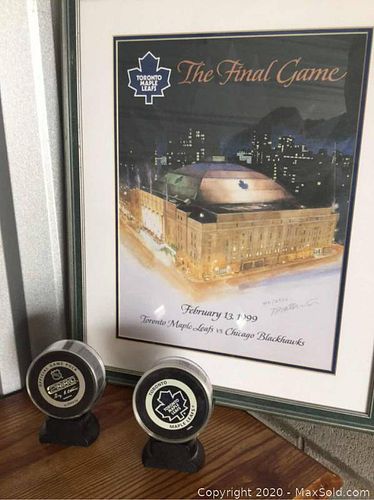 TORONTO
MAPLE
LEAFS
The Final Game
February 13, 1999
Toronto Maple Leafs vs Chicago Blackhawks
TORONTO
MAPLE LEAFS
Copyright © 2020 - MaxSold.com